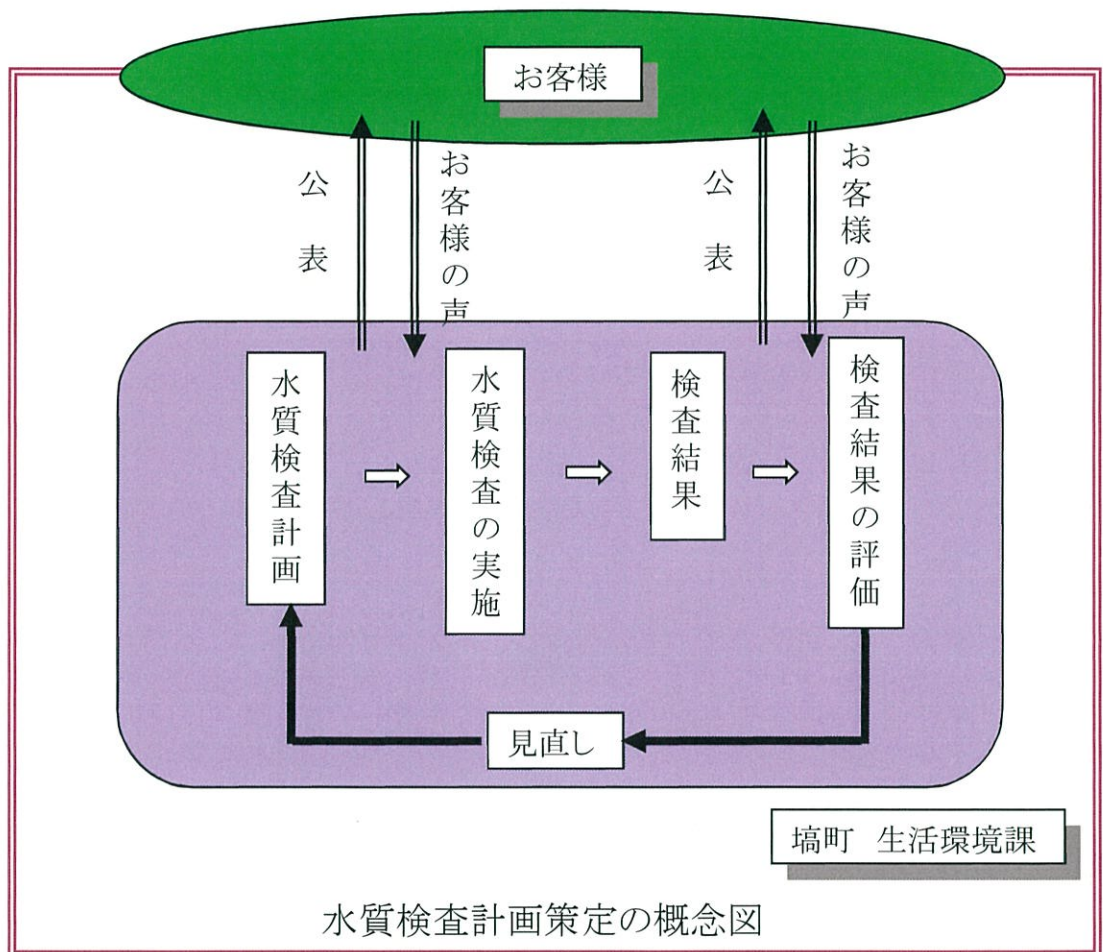 お客様
公表
お客様の声
公表
お客様の声
水質検査計画
水質検査の実施
検査結果
検査結果の評価
見直し
塙町 生活環境課
水質検査計画策定の概念図